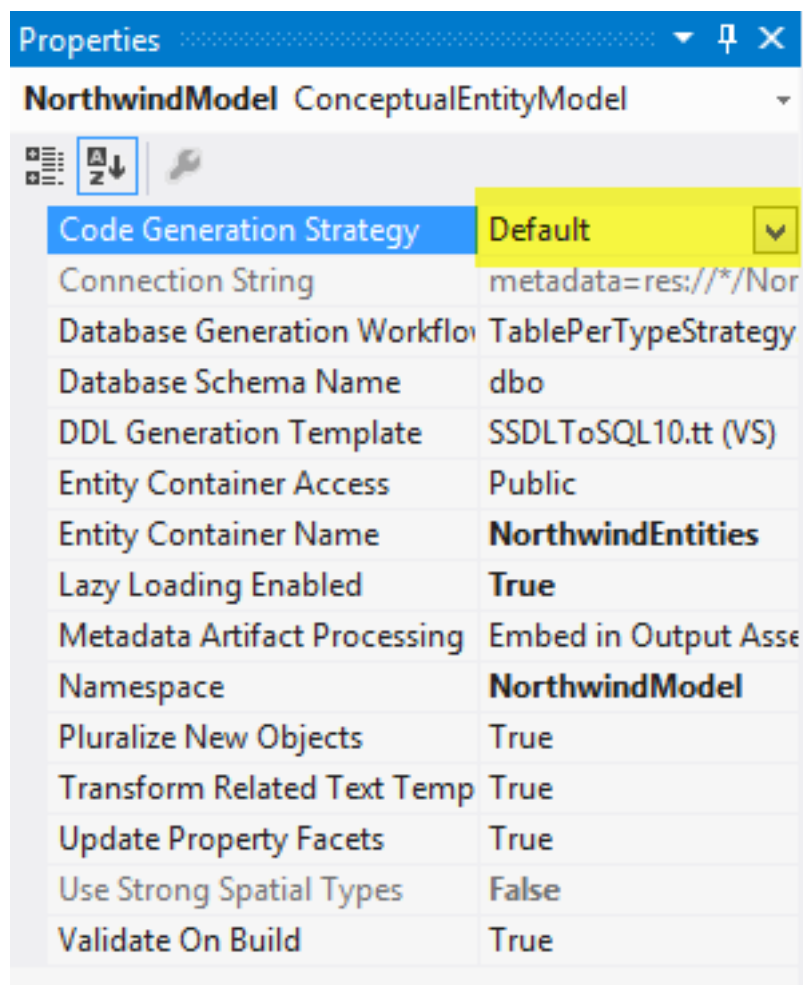 Properties
NorthwindModel ConceptualEntityModel
Code Generation Strategy Default
Connection String metadata=res://*/Nor
Database Generation Workflow TablePerTypeStrategy
Database Schema Name dbo
DDL Generation Template SSDLToSQL10.tt (VS)
Entity Container Access Public
Entity Container Name NorthwindEntities
Lazy Loading Enabled True
Metadata Artifact Processing Embed in Output Asse
Namespace NorthwindModel
Pluralize New Objects True
Transform Related Text Temp True
Update Property Facets True
Use Strong Spatial Types False
Validate On Build True